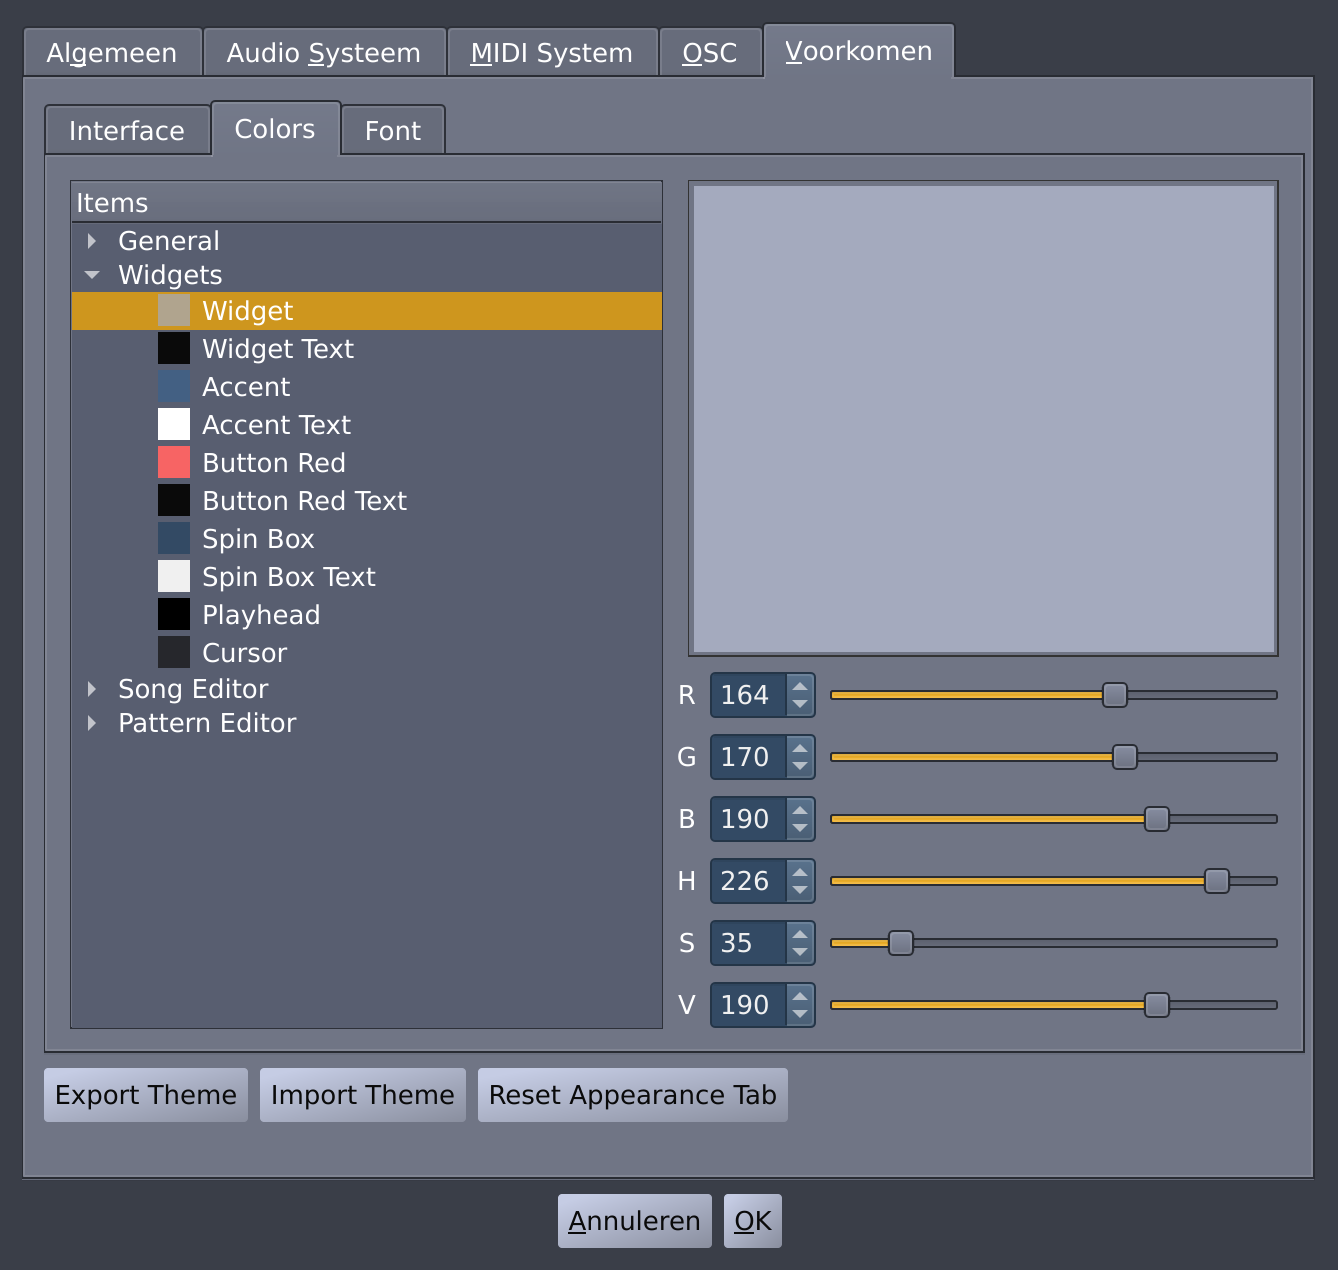 Algemeen Audio Systeem MIDI System OSC Voorkomen
Interface Colors Font
Items
General
Widgets
Widget
Widget Text
Accent
Accent Text
Button Red
Button Red Text
Spin Box
Spin Box Text
Playhead
Cursor
Song Editor
Pattern Editor
R 164
G 170
B 190
H 226
S 35
V 190
Export Theme Import Theme Reset Appearance Tab
Annuleren OK